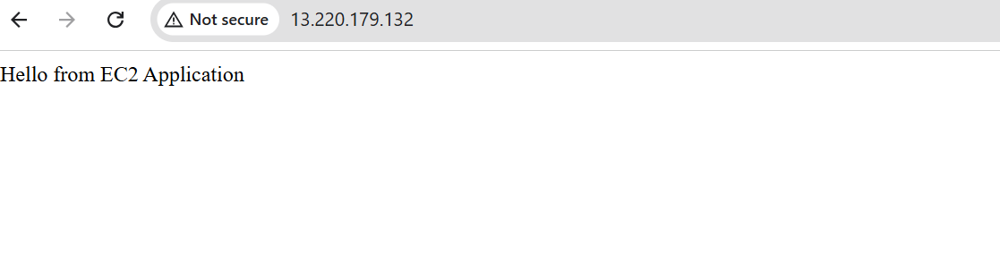 Not secure 13.220.179.132
Hello from EC2 Application